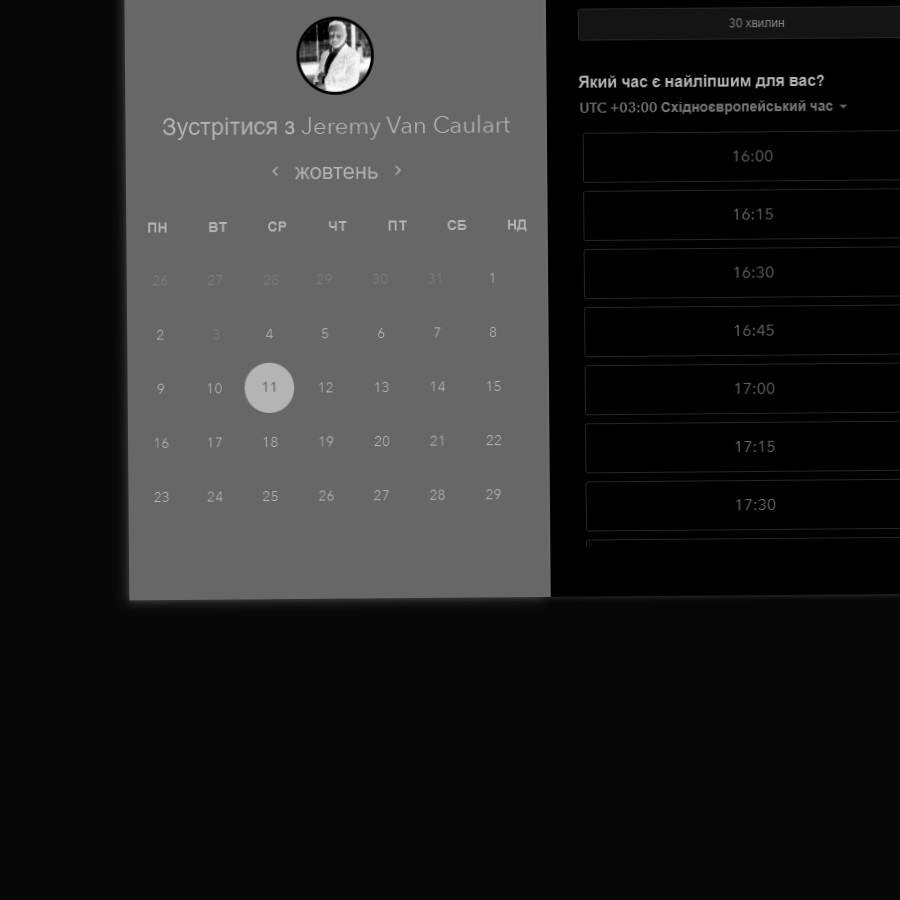 Зустрітися з Jeremy Van Caulart
жовтень
ПН ВТ СР ЧТ ПТ СБ НД
26 27 28 29 30 31 1
2 3 4 5 6 7 8
9 10 11 12 13 14 15
16 17 18 19 20 21 22
23 24 25 26 27 28 29
30 хвилин
Який час є найліпшим для вас?
UTC +03:00 Східноєвропейський час
16:00
16:15
16:30
16:45
17:00
17:15
17:30